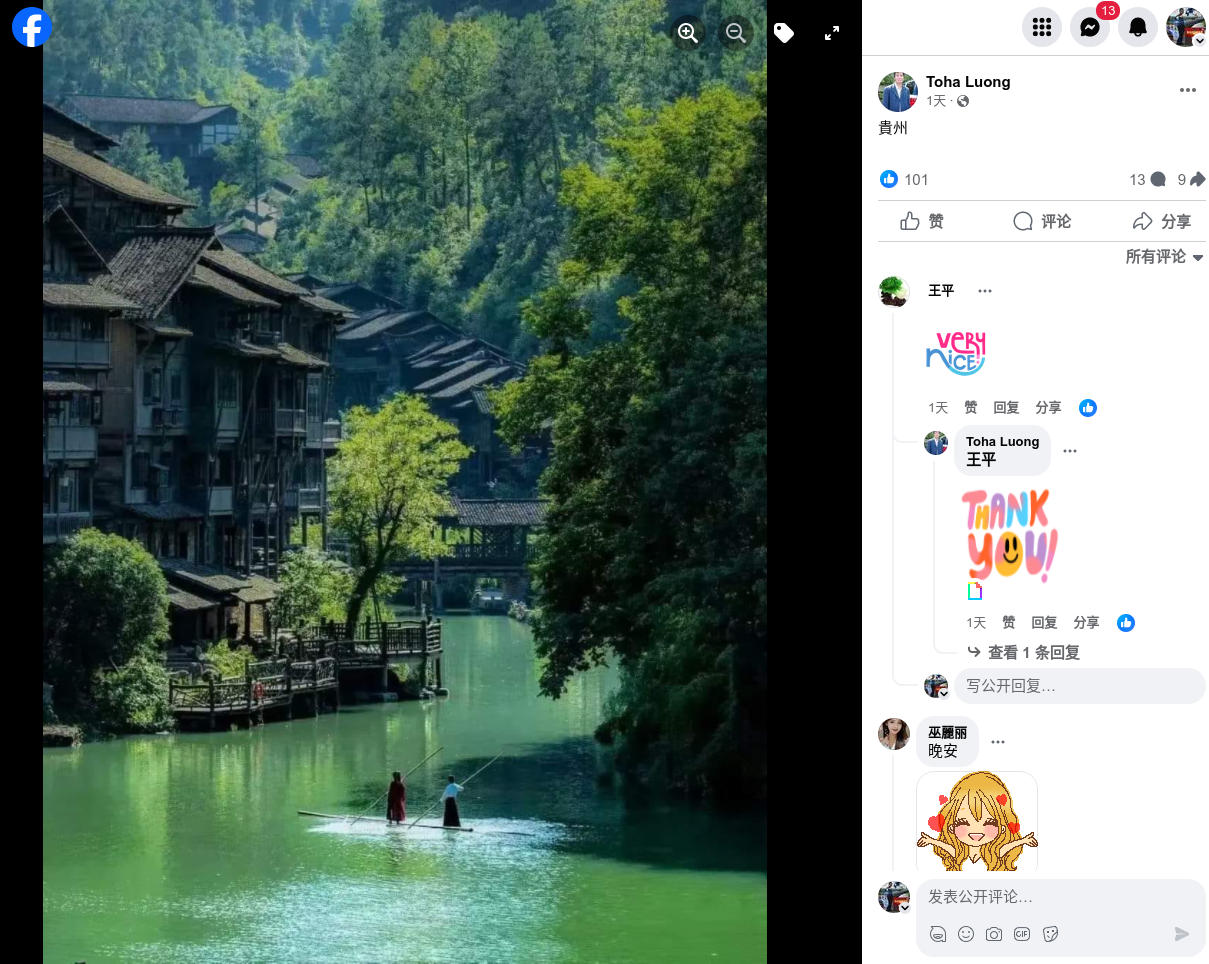 13
Toha Luong
1天 ·
貴州
101
13 9
赞 评论 分享
所有评论
王平
VERY
NICE
1天 赞 回复 分享
Toha Luong
王平
THANK
YOU!
1天 赞 回复 分享
查看 1 条回复
写公开回复…
巫麗丽
晚安
发表公开评论…
GIF